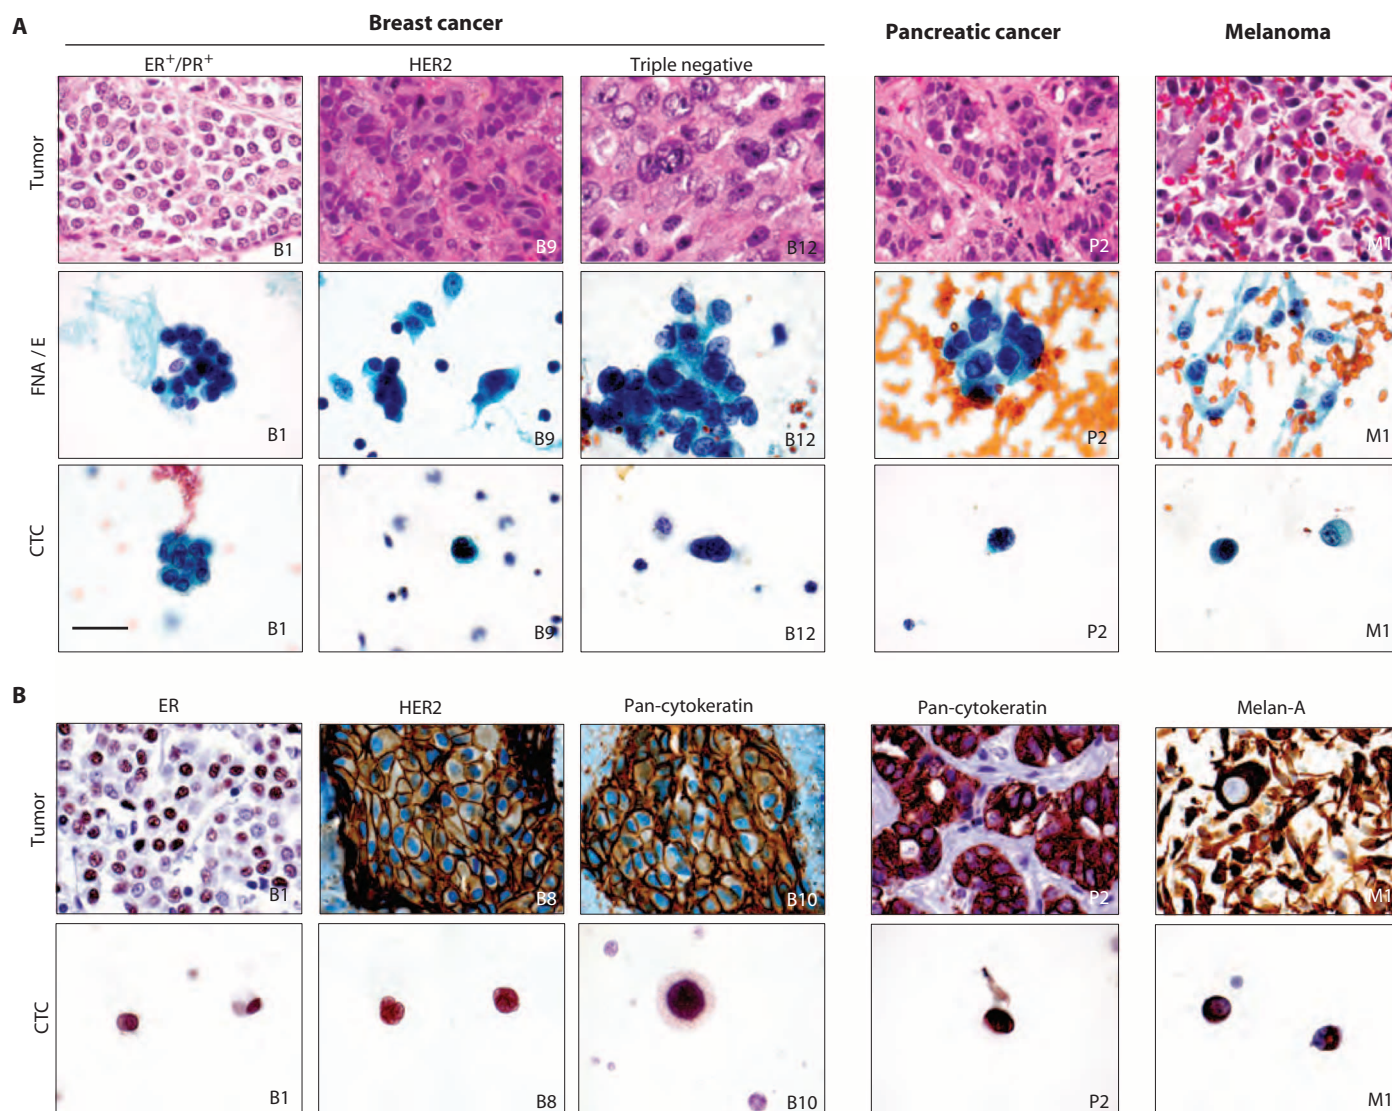 A
Breast cancer
Pancreatic cancer
Melanoma
ER+/PR+
HER2
Triple negative
Tumor
B1
B9
B12
P2
M1
FNA / E
B1
B9
B12
P2
M1
CTC
B1
B9
B12
P2
M1
B
ER
HER2
Pan-cytokeratin
Pan-cytokeratin
Melan-A
Tumor
B1
B8
B10
P2
M1
CTC
B1
B8
B10
P2
M1